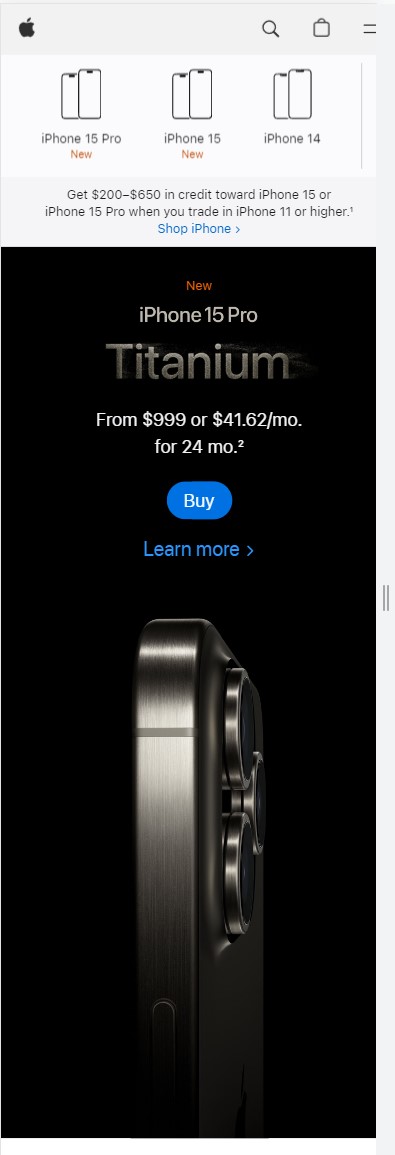 iPhone 15 Pro
New
iPhone 15
New
iPhone 14
Get $200–$650 in credit toward iPhone 15 or
iPhone 15 Pro when you trade in iPhone 11 or higher.¹
Shop iPhone >
New
iPhone 15 Pro
Titanium
From $999 or $41.62/mo.
for 24 mo.²
Buy
Learn more >